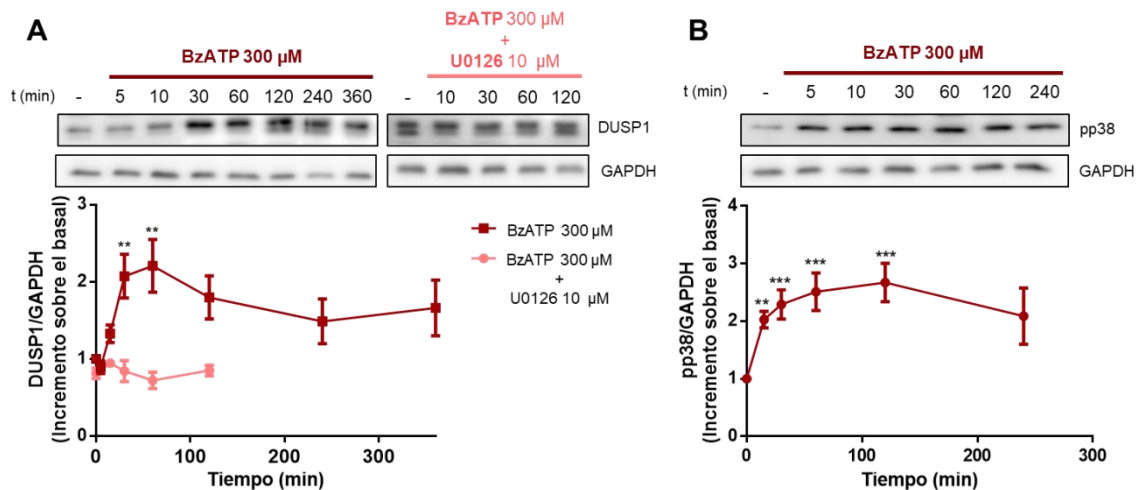 A
BzATP 300 µM
t (min) - 5 10 30 60 120 240 360
BzATP 300 µM
+
U0126 10 µM
- 10 30 60 120
DUSP1
GAPDH
DUSP1/GAPDH
(Incremento sobre el basal)
3
2
1
0
** **
0 100 200 300
Tiempo (min)
BzATP 300 µM
BzATP 300 µM
+
U0126 10 µM
B
BzATP 300 µM
t (min) - 5 10 30 60 120 240
pp38
GAPDH
pp38/GAPDH
(Incremento sobre el basal)
4
3
2
1
0
** *** *** ***
0 100 200 300
Tiempo (min)